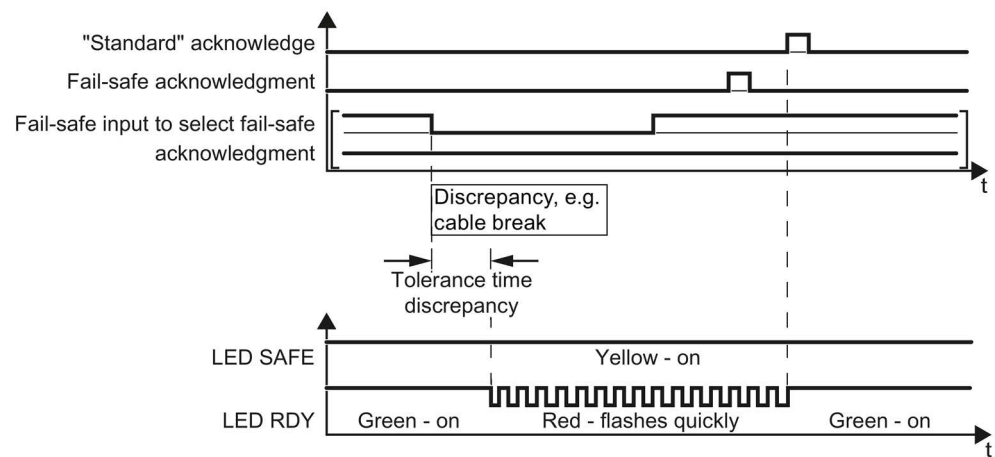 "Standard" acknowledge
Fail-safe acknowledgment
Fail-safe input to select fail-safe
acknowledgment
t
Discrepancy, e.g.
cable break
Tolerance time
discrepancy
LED SAFE
Yellow - on
LED RDY
Green - on
Red - flashes quickly
Green - on
t